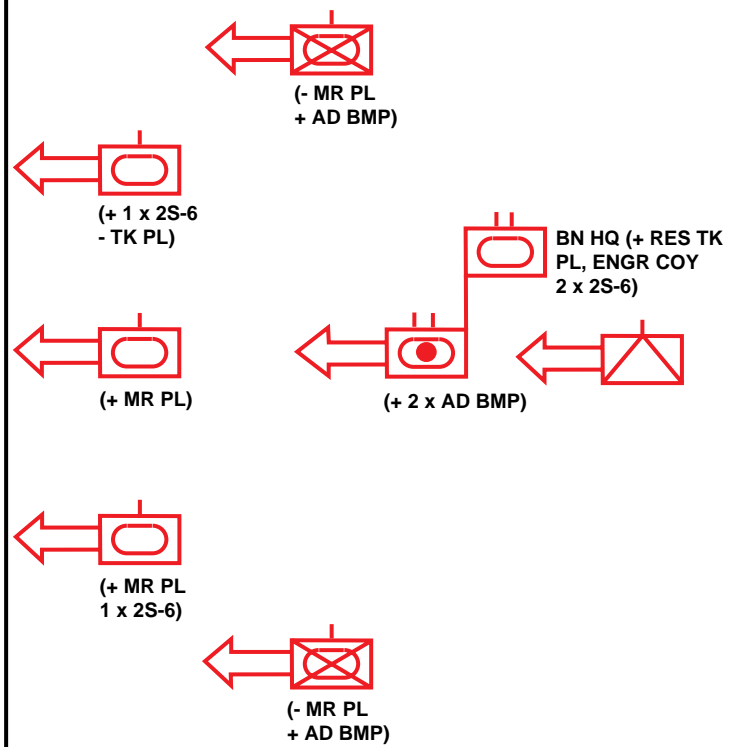 (- MR PL
+ AD BMP)
(+ 1 x 2S-6
- TK PL)
BN HQ (+ RES TK
PL, ENGR COY
2 x 2S-6)
(+ MR PL)
(+ 2 x AD BMP)
(+ MR PL
1 x 2S-6)
(- MR PL
+ AD BMP)